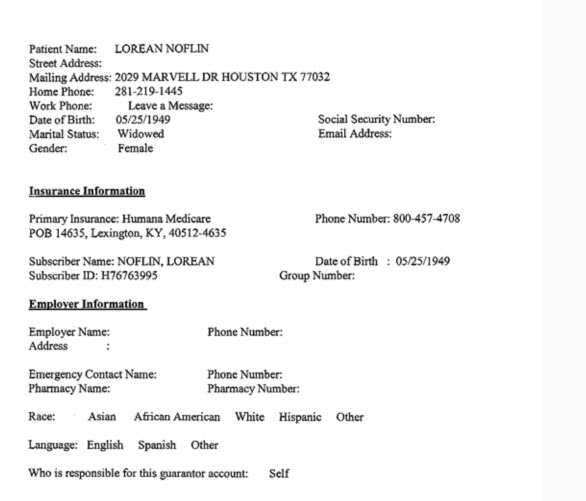 Patient Name: LOREAN NOFLIN
Street Address:
Mailing Address: 2029 MARVELL DR HOUSTON TX 77032
Home Phone: 281-219-1445
Work Phone: Leave a Message:
Date of Birth: 05/25/1949 Social Security Number:
Marital Status: Widowed Email Address:
Gender: Female
Insurance Information
Primary Insurance: Humana Medicare Phone Number: 800-457-4708
POB 14635, Lexington, KY, 40512-4635
Subscriber Name: NOFLIN, LOREAN Date of Birth : 05/25/1949
Subscriber ID: H76763995 Group Number:
Employer Information
Employer Name: Phone Number:
Address :
Emergency Contact Name: Phone Number:
Pharmacy Name: Pharmacy Number:
Race: Asian African American White Hispanic Other
Language: English Spanish Other
Who is responsible for this guarantor account: Self